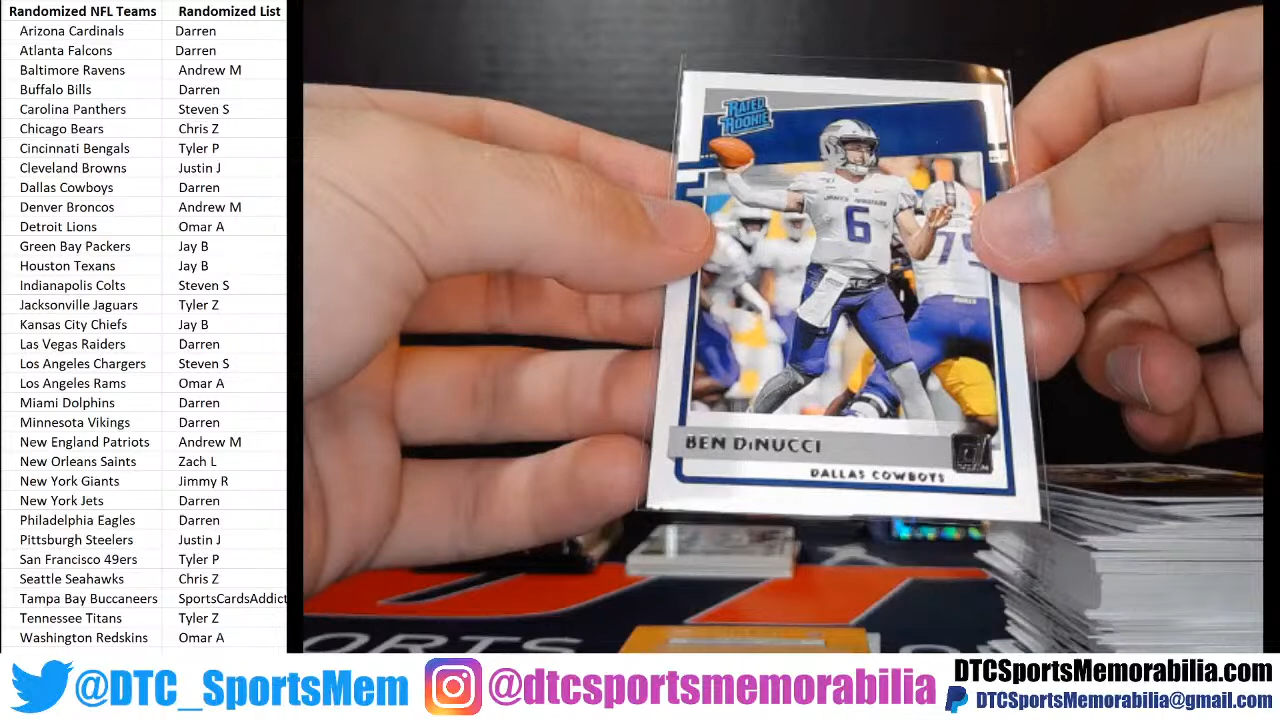 Randomized NFL Teams Randomized List
Arizona Cardinals Darren
Atlanta Falcons Darren
Baltimore Ravens Andrew M
Buffalo Bills Darren
Carolina Panthers Steven S
Chicago Bears Chris Z
Cincinnati Bengals Tyler P
Cleveland Browns Justin J
Dallas Cowboys Darren
Denver Broncos Andrew M
Detroit Lions Omar A
Green Bay Packers Jay B
Houston Texans Jay B
Indianapolis Colts Steven S
Jacksonville Jaguars Tyler Z
Kansas City Chiefs Jay B
Las Vegas Raiders Darren
Los Angeles Chargers Steven S
Los Angeles Rams Omar A
Miami Dolphins Darren
Minnesota Vikings Darren
New England Patriots Andrew M
New Orleans Saints Zach L
New York Giants Jimmy R
New York Jets Darren
Philadelphia Eagles Darren
Pittsburgh Steelers Justin J
San Francisco 49ers Tyler P
Seattle Seahawks Chris Z
Tampa Bay Buccaneers SportsCardsAddict
Tennessee Titans Tyler Z
Washington Redskins Omar A
RATED
ROOKIE
JAMES MADISON
6
79
BEN DiNUCCI
DALLAS COWBOYS
@DTC_SportsMem
@dtcsportsmemorabilia
DTCSportsMemorabilia.com
DTCSportsMemorabilia@gmail.com